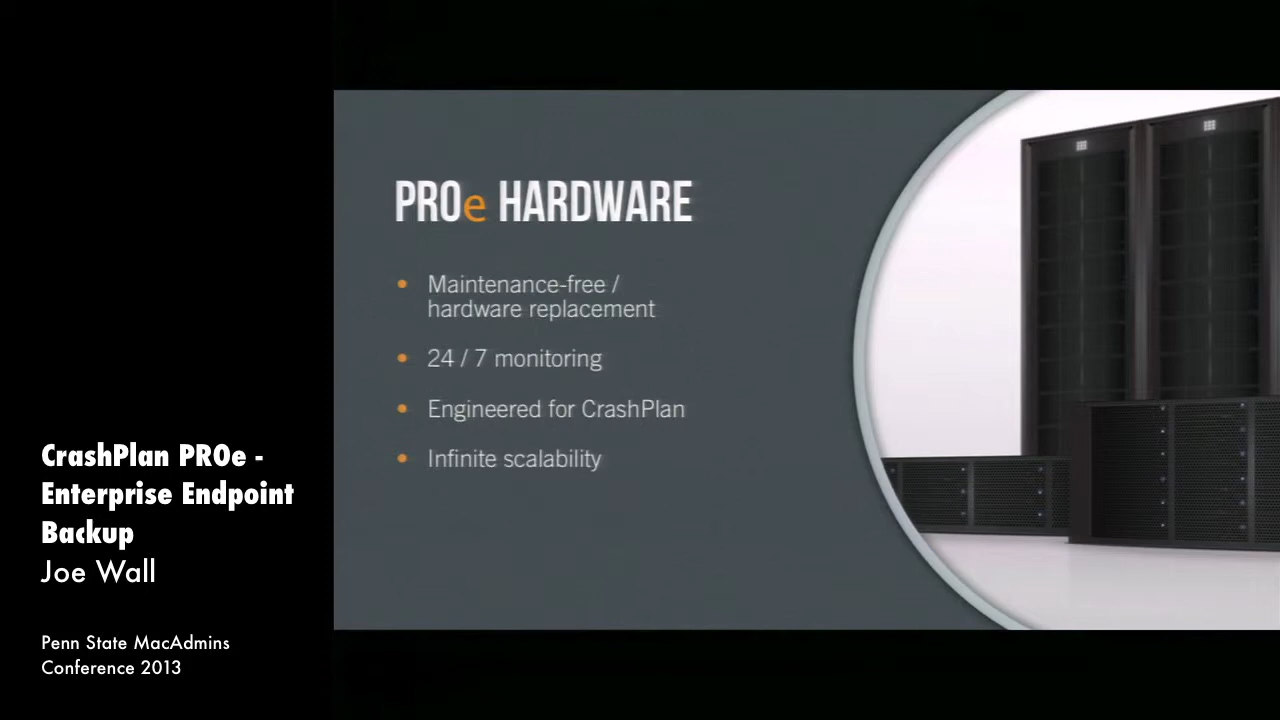 PROe HARDWARE
• Maintenance-free /
hardware replacement
• 24 / 7 monitoring
• Engineered for CrashPlan
• Infinite scalability
CrashPlan PROe -
Enterprise Endpoint
Backup
Joe Wall
Penn State MacAdmins
Conference 2013